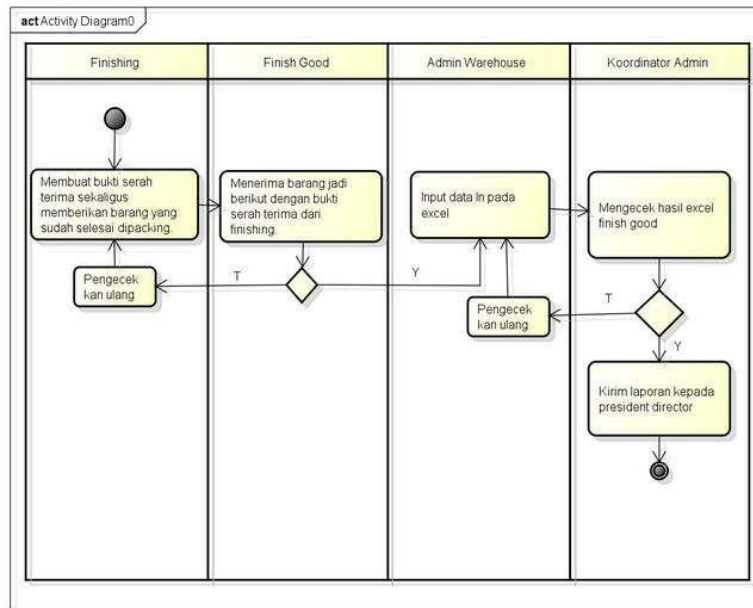 act Activity Diagram0
Finishing
Finish Good
Admin Warehouse
Koordinator Admin
Membuat bukti serah
terima sekaligus
memberikan barang yang
sudah selesai dipacking.
Menerima barang jadi
berikut dengan bukti
serah terima dari
finishing.
Input data In pada
excel
Mengecek hasil excel
finish good
Pengecek
kan ulang
T
Y
Pengecek
kan ulang
T
Y
Kirim laporan kepada
president director